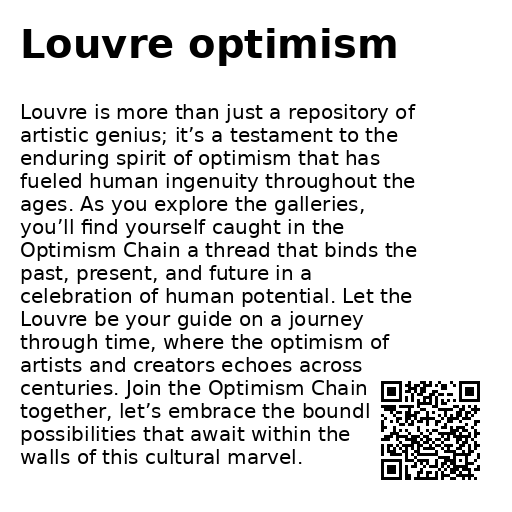 Louvre optimism
Louvre is more than just a repository of
artistic genius; it’s a testament to the
enduring spirit of optimism that has
fueled human ingenuity throughout the
ages. As you explore the galleries,
you’ll find yourself caught in the
Optimism Chain a thread that binds the
past, present, and future in a
celebration of human potential. Let the
Louvre be your guide on a journey
through time, where the optimism of
artists and creators echoes across
centuries. Join the Optimism Chain
together, let’s embrace the boundl
possibilities that await within the
walls of this cultural marvel.